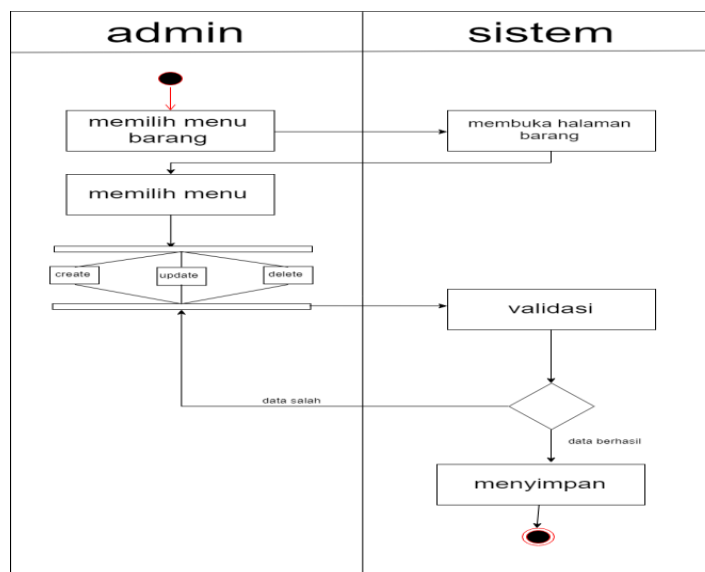 admin
sistem
memilih menu
barang
membuka halaman
barang
memilih menu
create
update
delete
validasi
data salah
data berhasil
menyimpan